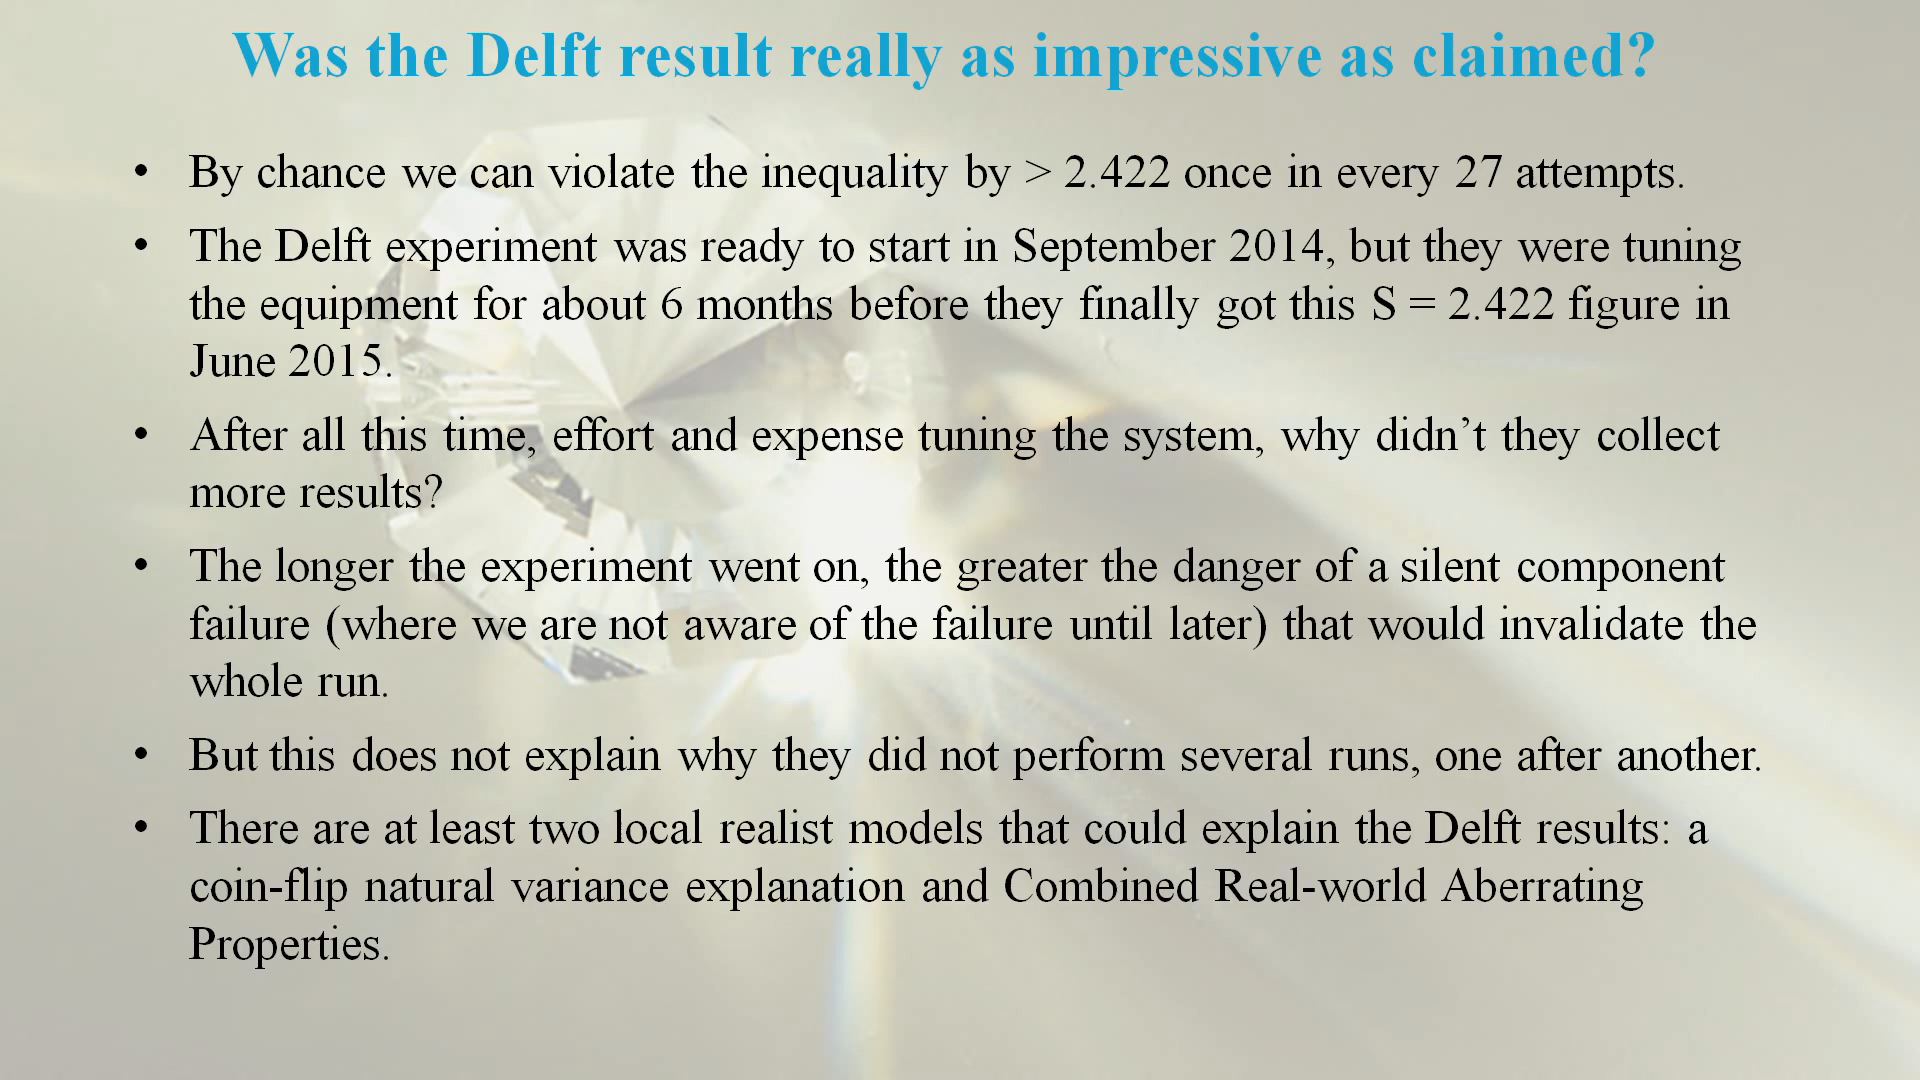 Was the Delft result really as impressive as claimed?
• By chance we can violate the inequality by > 2.422 once in every 27 attempts.
• The Delft experiment was ready to start in September 2014, but they were tuning
the equipment for about 6 months before they finally got this S = 2.422 figure in
June 2015.
• After all this time, effort and expense tuning the system, why didn’t they collect
more results?
• The longer the experiment went on, the greater the danger of a silent component
failure (where we are not aware of the failure until later) that would invalidate the
whole run.
• But this does not explain why they did not perform several runs, one after another.
• There are at least two local realist models that could explain the Delft results: a
coin-flip natural variance explanation and Combined Real-world Aberrating
Properties.